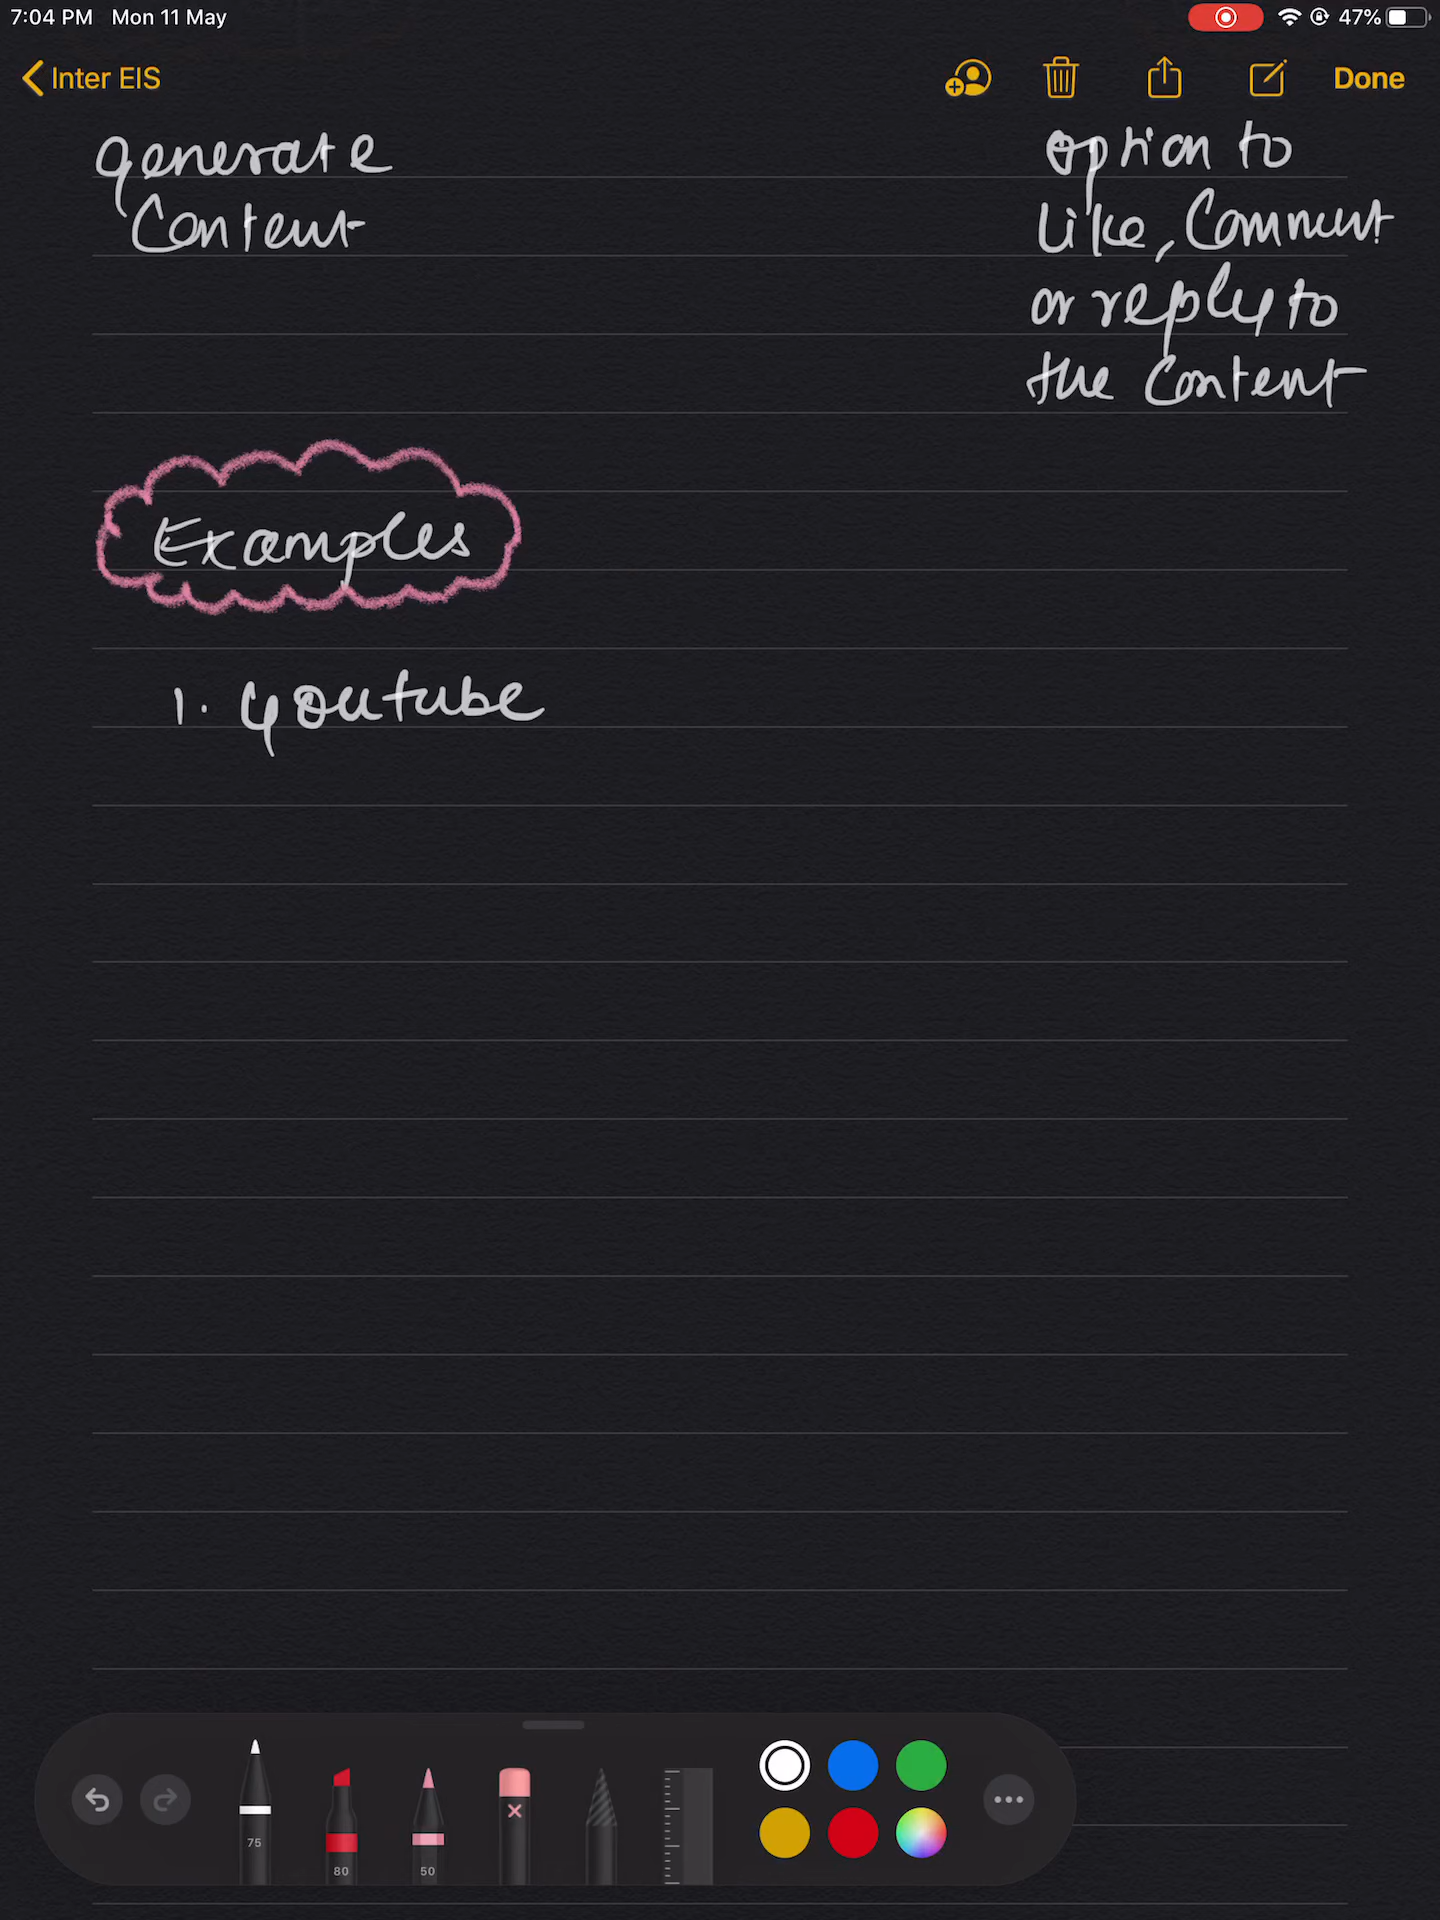 7:04 PM Mon 11 May
47%
Inter EIS
Done
generate
Content
option to
Like, Comment
or reply to
the Content
Examples
1. Youtube
75
80
50